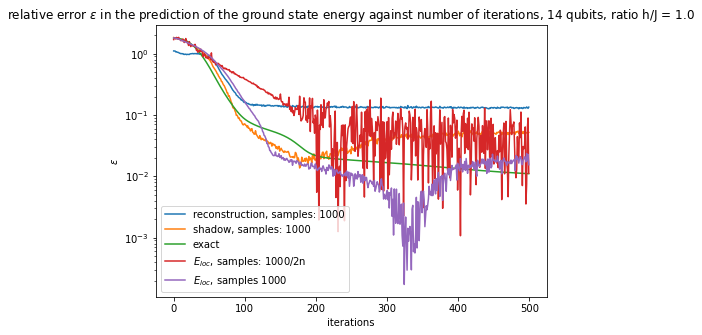 relative error ε in the prediction of the ground state energy against number of iterations, 14 qubits, ratio h/J = 1.0
10⁰
10⁻¹
10⁻²
10⁻³
ε
reconstruction, samples: 1000
shadow, samples: 1000
exact
E_loc, samples: 1000/2n
E_loc, samples 1000
0 100 200 300 400 500
iterations